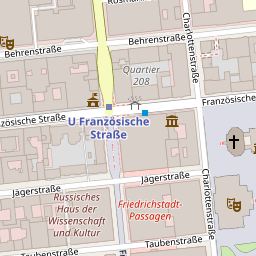 Behrenstraße
Behrenstraße
Charlottenstraße
Quartier
208
Französische Straße
U Französische
Straße
Jägerstraße
Jägerstraße
Charlottenstraße
Russisches
Haus der
Wissenschaft
und Kultur
Friedrichstadt-
Passagen
Taubenstraße
Taubenstraße